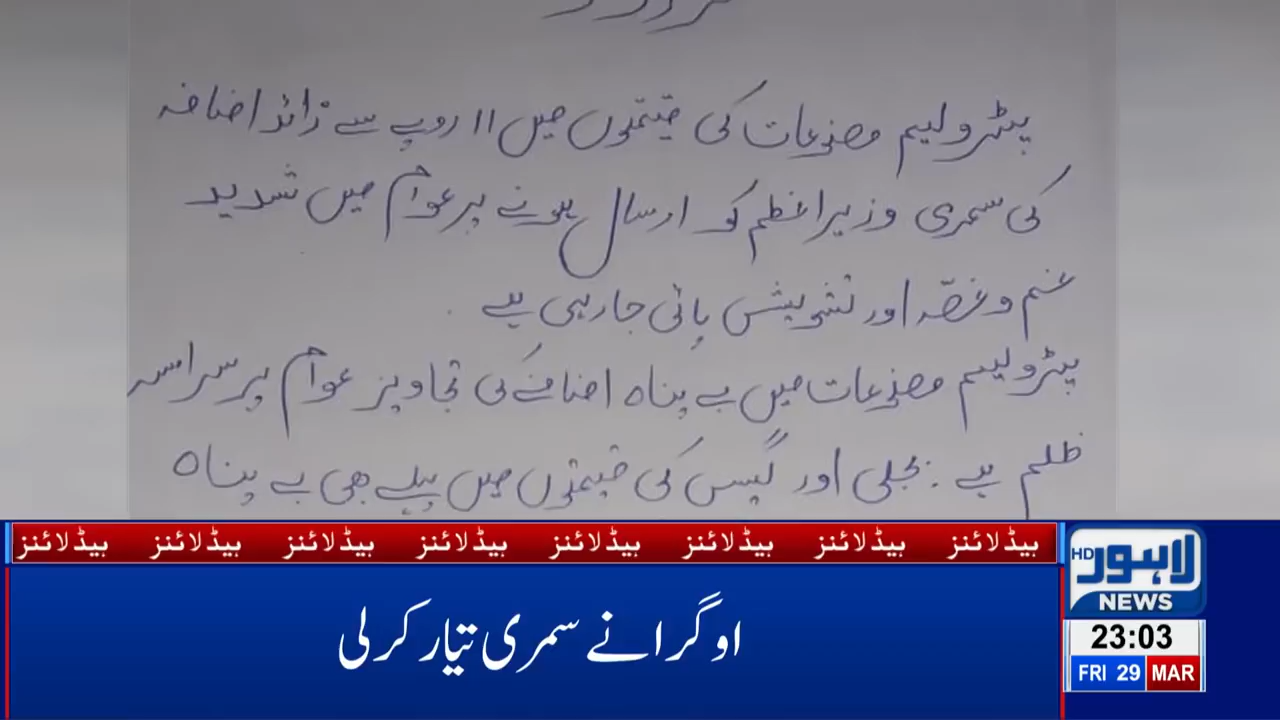 پیٹرولیم مصنوعات کی قیمتوں میں ۱۱ روپے سے زائد اضافہ
کی سمری وزیراعظم کو ارسال ہونے پر عوام میں شدید
غم و غصہ اور تشویش پائی جارہی ہے
پیٹرولیم مصنوعات میں بے پناہ اضافے کی تجاویز عوام پر سراسر
ظلم ہے۔ بجلی اور گیس کی قیمتوں میں پہلے ہی بے پناہ
ہیڈلائنز ہیڈلائنز ہیڈلائنز ہیڈلائنز ہیڈلائنز ہیڈلائنز ہیڈلائنز ہیڈلائنز
اوگرا نے سمری تیار کرلی
لاہور HD
NEWS
23:03
FRI 29 MAR